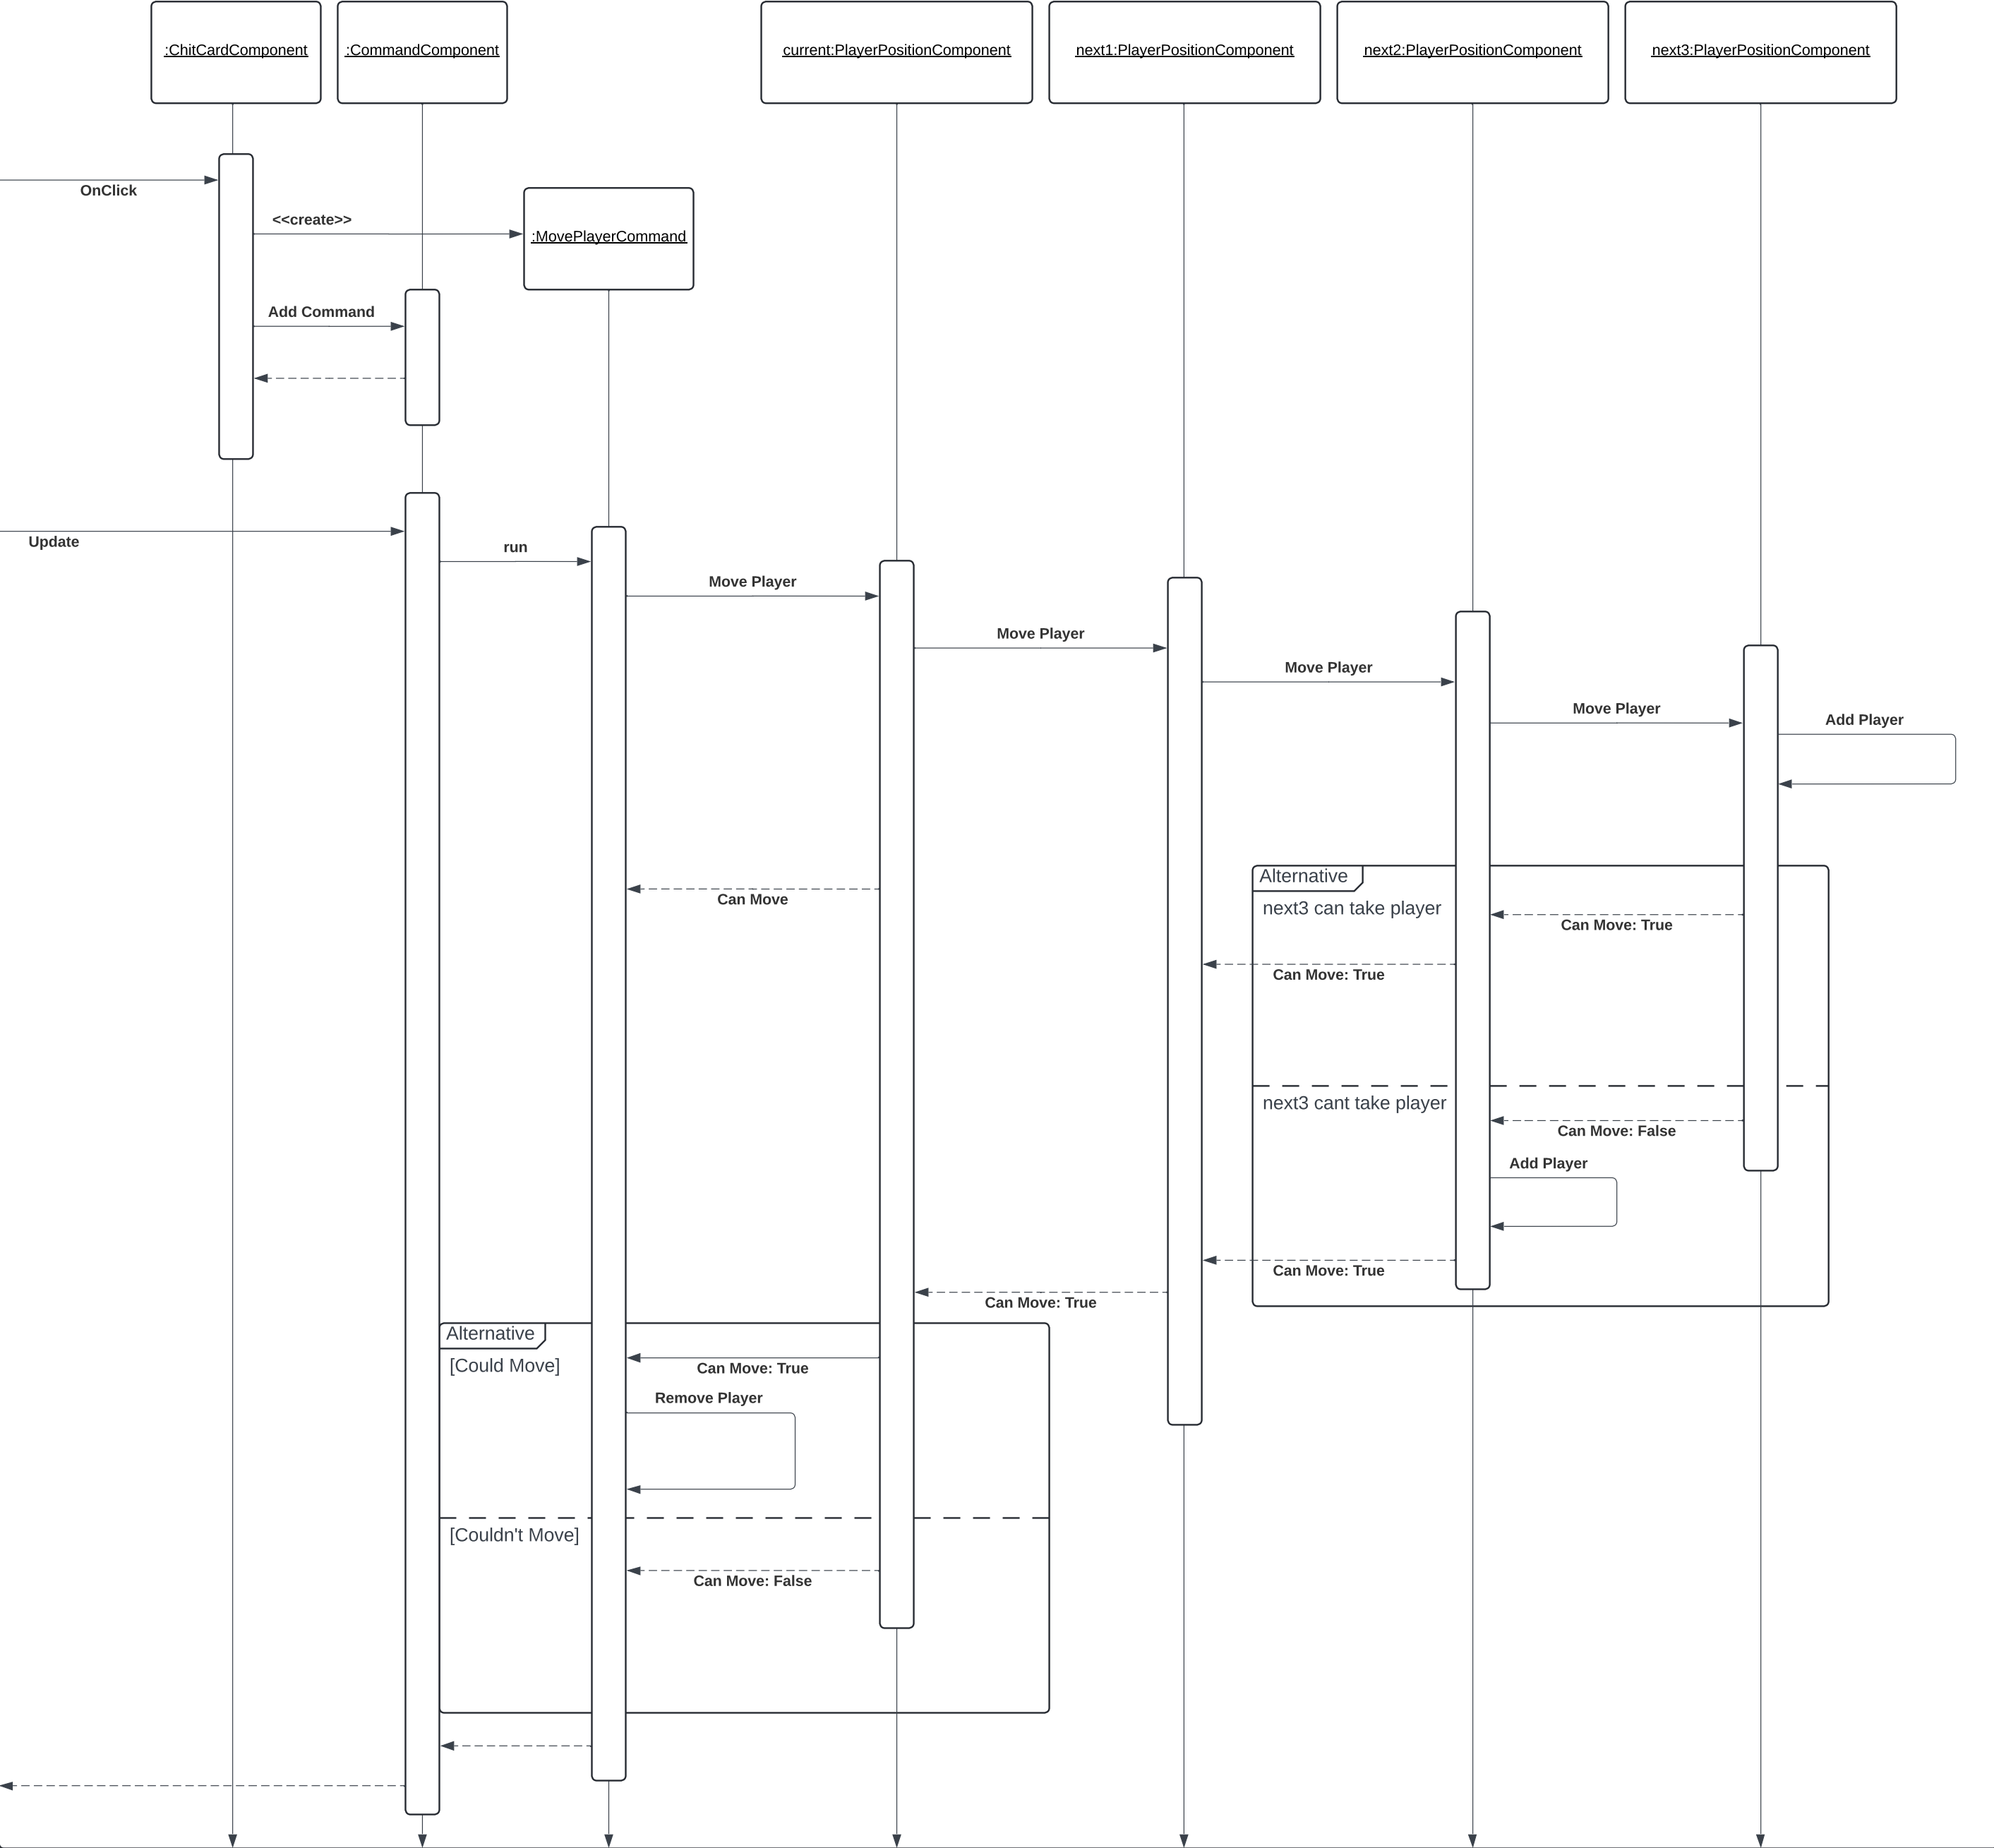 :ChitCardComponent
:CommandComponent
current:PlayerPositionComponent
next1:PlayerPositionComponent
next2:PlayerPositionComponent
next3:PlayerPositionComponent
OnClick
<<create>>
:MovePlayerCommand
Add Command
Update
run
Move Player
Move Player
Move Player
Move Player
Add Player
Alternative
Can Move
next3 can take player
Can Move: True
Can Move: True
next3 cant take player
Can Move: False
Add Player
Can Move: True
Can Move: True
Alternative
[Could Move]
Can Move: True
Remove Player
[Couldn't Move]
Can Move: False